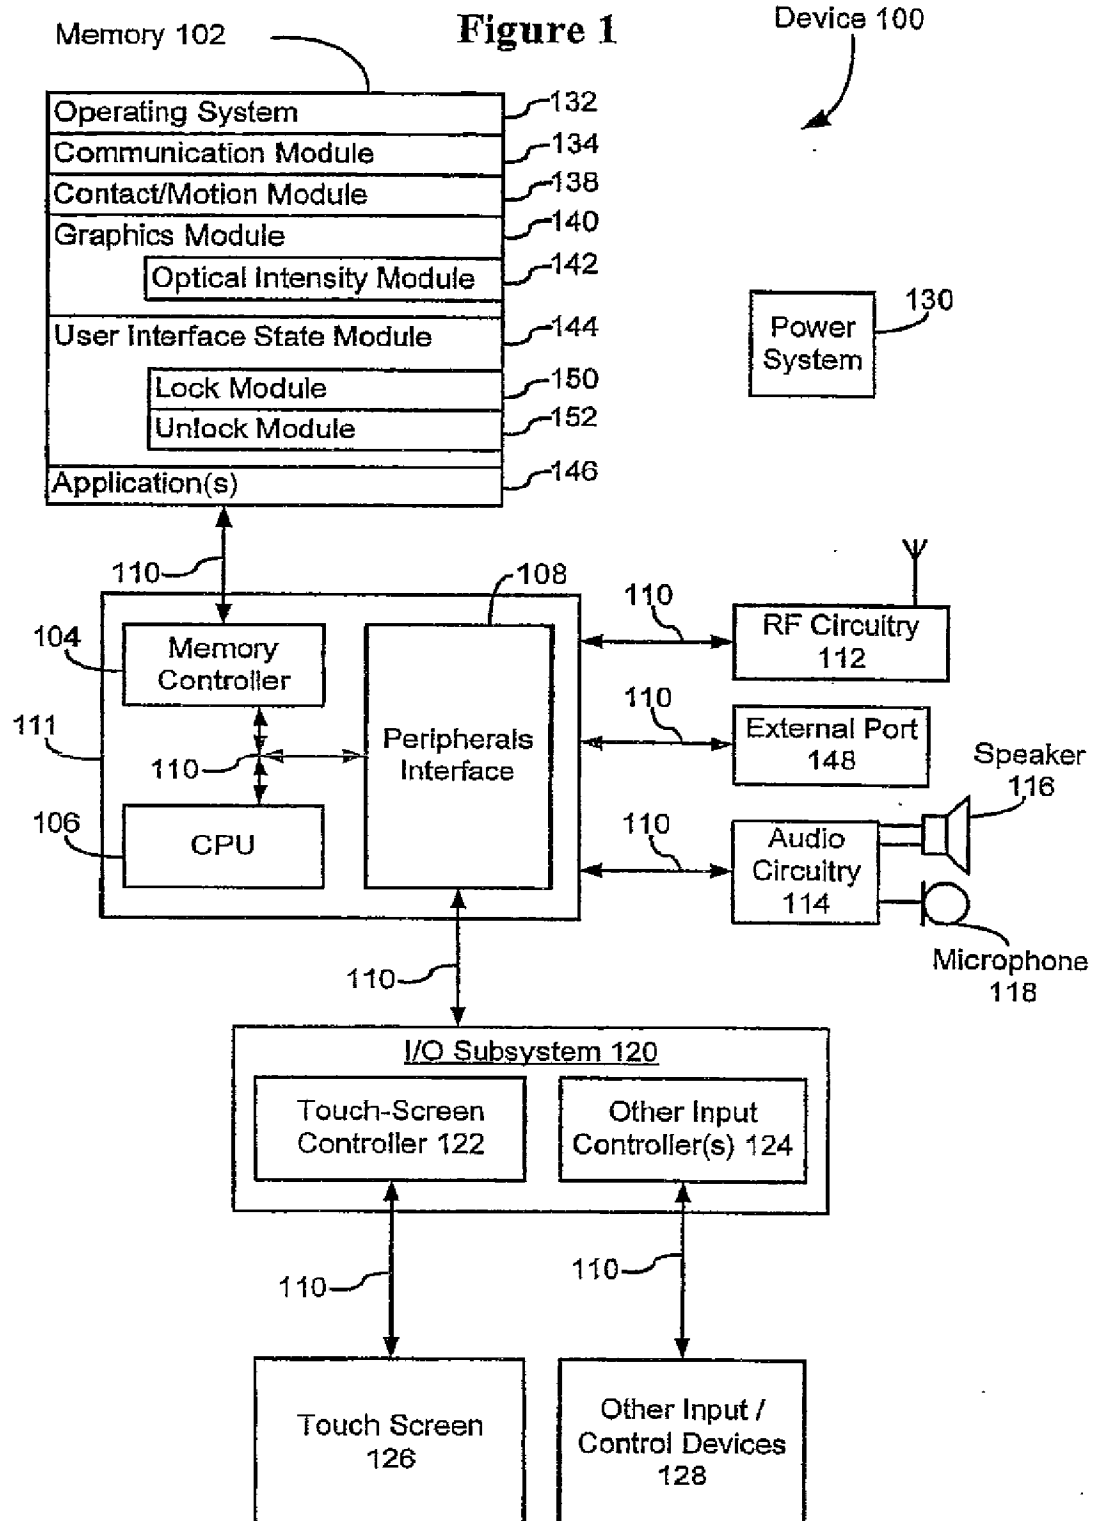 Figure 1
Memory 102
Device 100
Operating System
132
Communication Module
134
Contact/Motion Module
138
Graphics Module
140
Optical Intensity Module
142
User Interface State Module
144
Lock Module
150
Unlock Module
152
Application(s)
146
Power
System
130
110
108
104
Memory
Controller
111
110
Peripherals
Interface
106
CPU
110
RF Circuitry
112
110
External Port
148
110
Audio
Circuitry
114
Speaker
116
Microphone
118
110
I/O Subsystem 120
Touch-Screen
Controller 122
Other Input
Controller(s) 124
110
110
Touch Screen
126
Other Input /
Control Devices
128